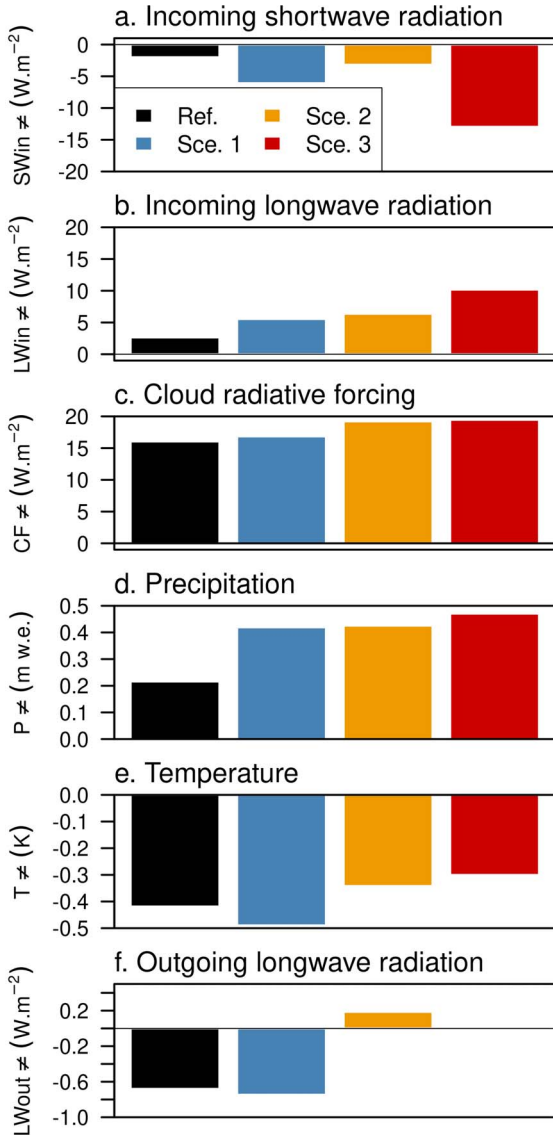 a. Incoming shortwave radiation
SWin ≠ (W.m−2)
0
-5
-10
-15
-20
Ref.
Sce. 1
Sce. 2
Sce. 3
b. Incoming longwave radiation
LWin ≠ (W.m−2)
20
15
10
5
0
c. Cloud radiative forcing
CF ≠ (W.m−2)
20
15
10
5
0
d. Precipitation
P ≠ (m w.e.)
0.5
0.4
0.3
0.2
0.1
0.0
e. Temperature
T ≠ (K)
0.0
-0.1
-0.2
-0.3
-0.4
-0.5
f. Outgoing longwave radiation
LWout ≠ (W.m−2)
0.2
-0.2
-0.6
-1.0